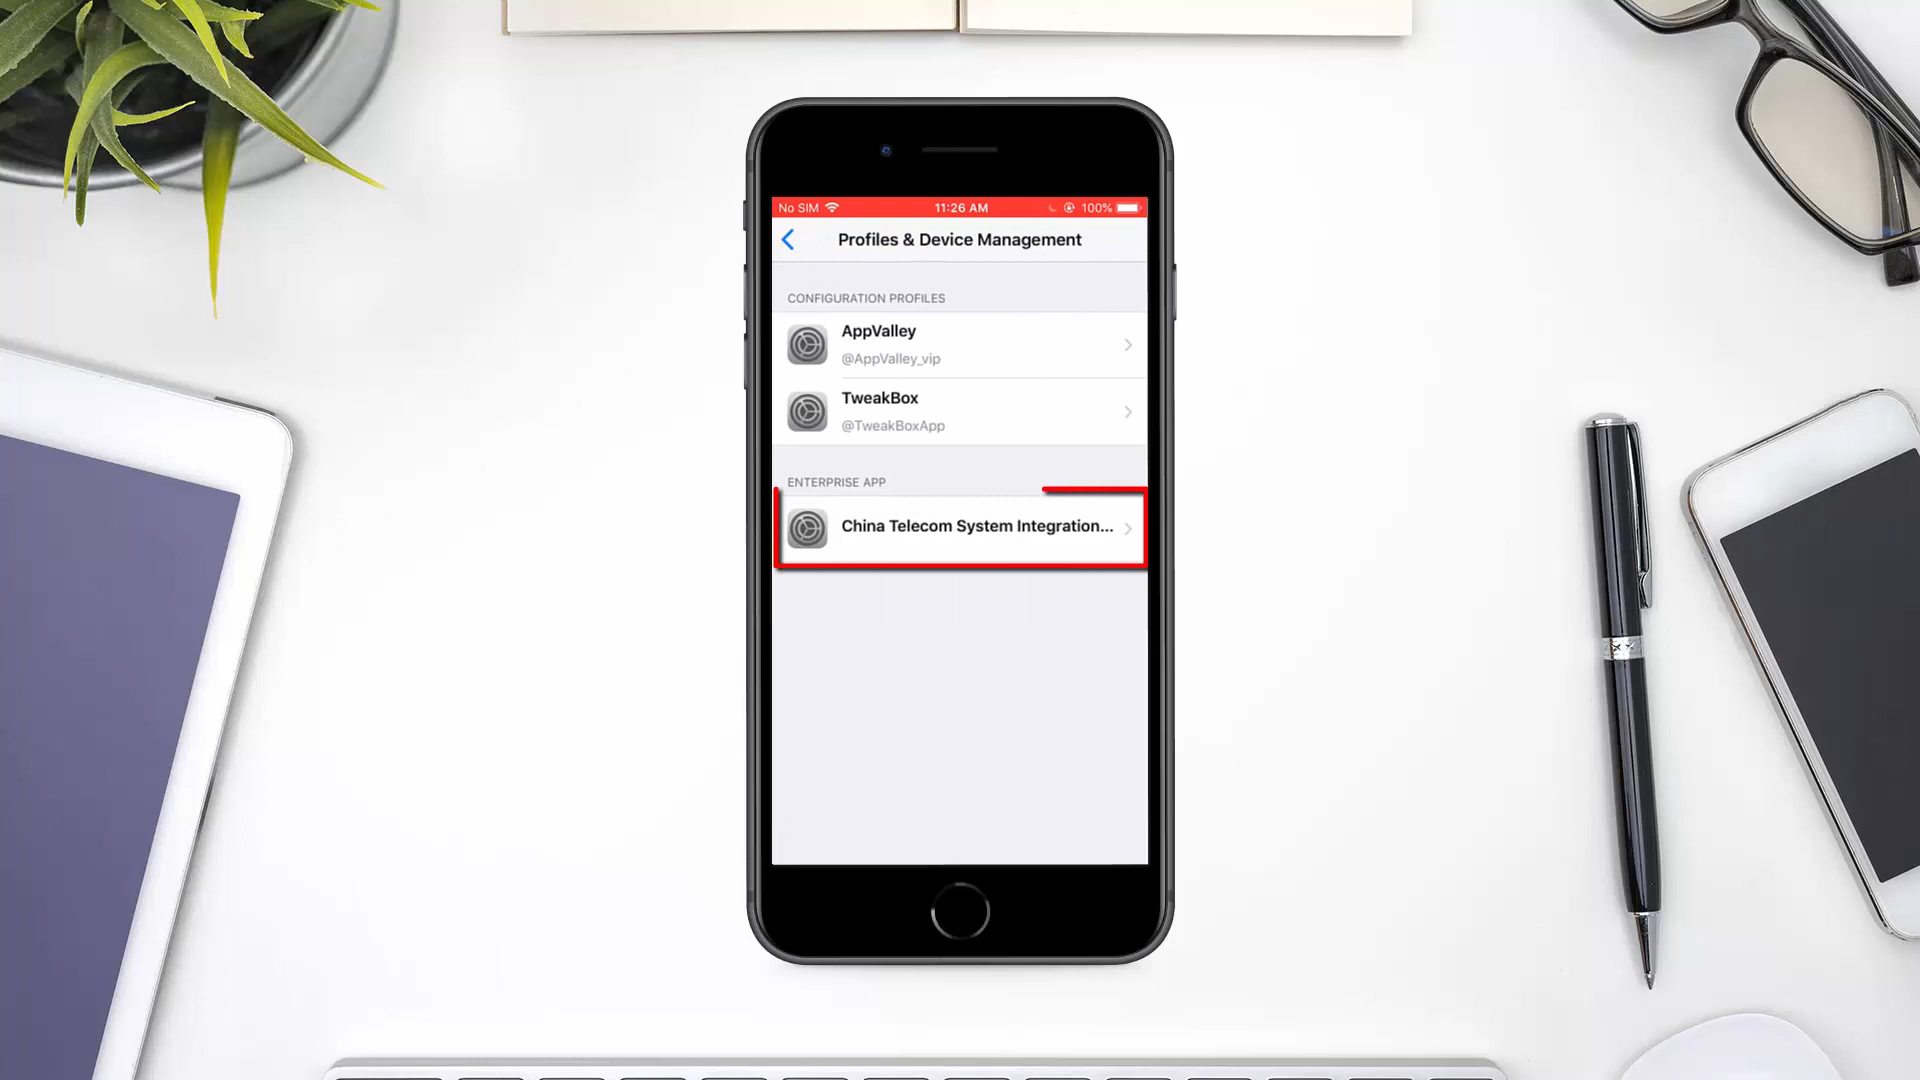 No SIM 11:26 AM 100%
Profiles & Device Management
CONFIGURATION PROFILES
AppValley
@AppValley_vip
TweakBox
@TweakBoxApp
ENTERPRISE APP
China Telecom System Integration...